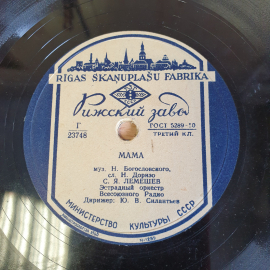 RĪGAS SKAŅUPLAŠU FABRIKA
Рижский завод
Г
23748
ГОСТ 5289-50
ТРЕТИЙ КЛ.
МАМА
муз. Н. Богословского,
сл. Н. Доризо
С. Я. ЛЕМЕШЕВ
Эстрадный оркестр
Всесоюзного Радио
Дирижер: Ю. В. Силантьев
МИНИСТЕРСТВО КУЛЬТУРЫ СССР